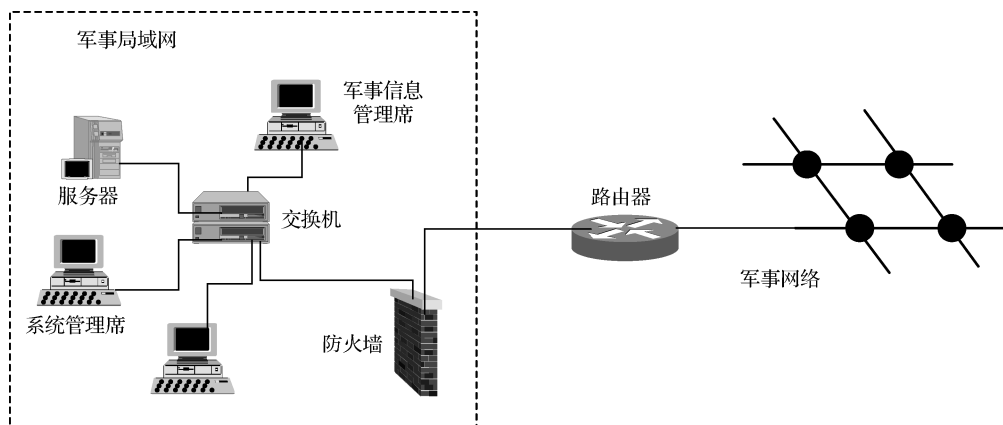 军事局域网
军事信息
管理席
服务器
交换机
路由器
系统管理席
防火墙
军事网络